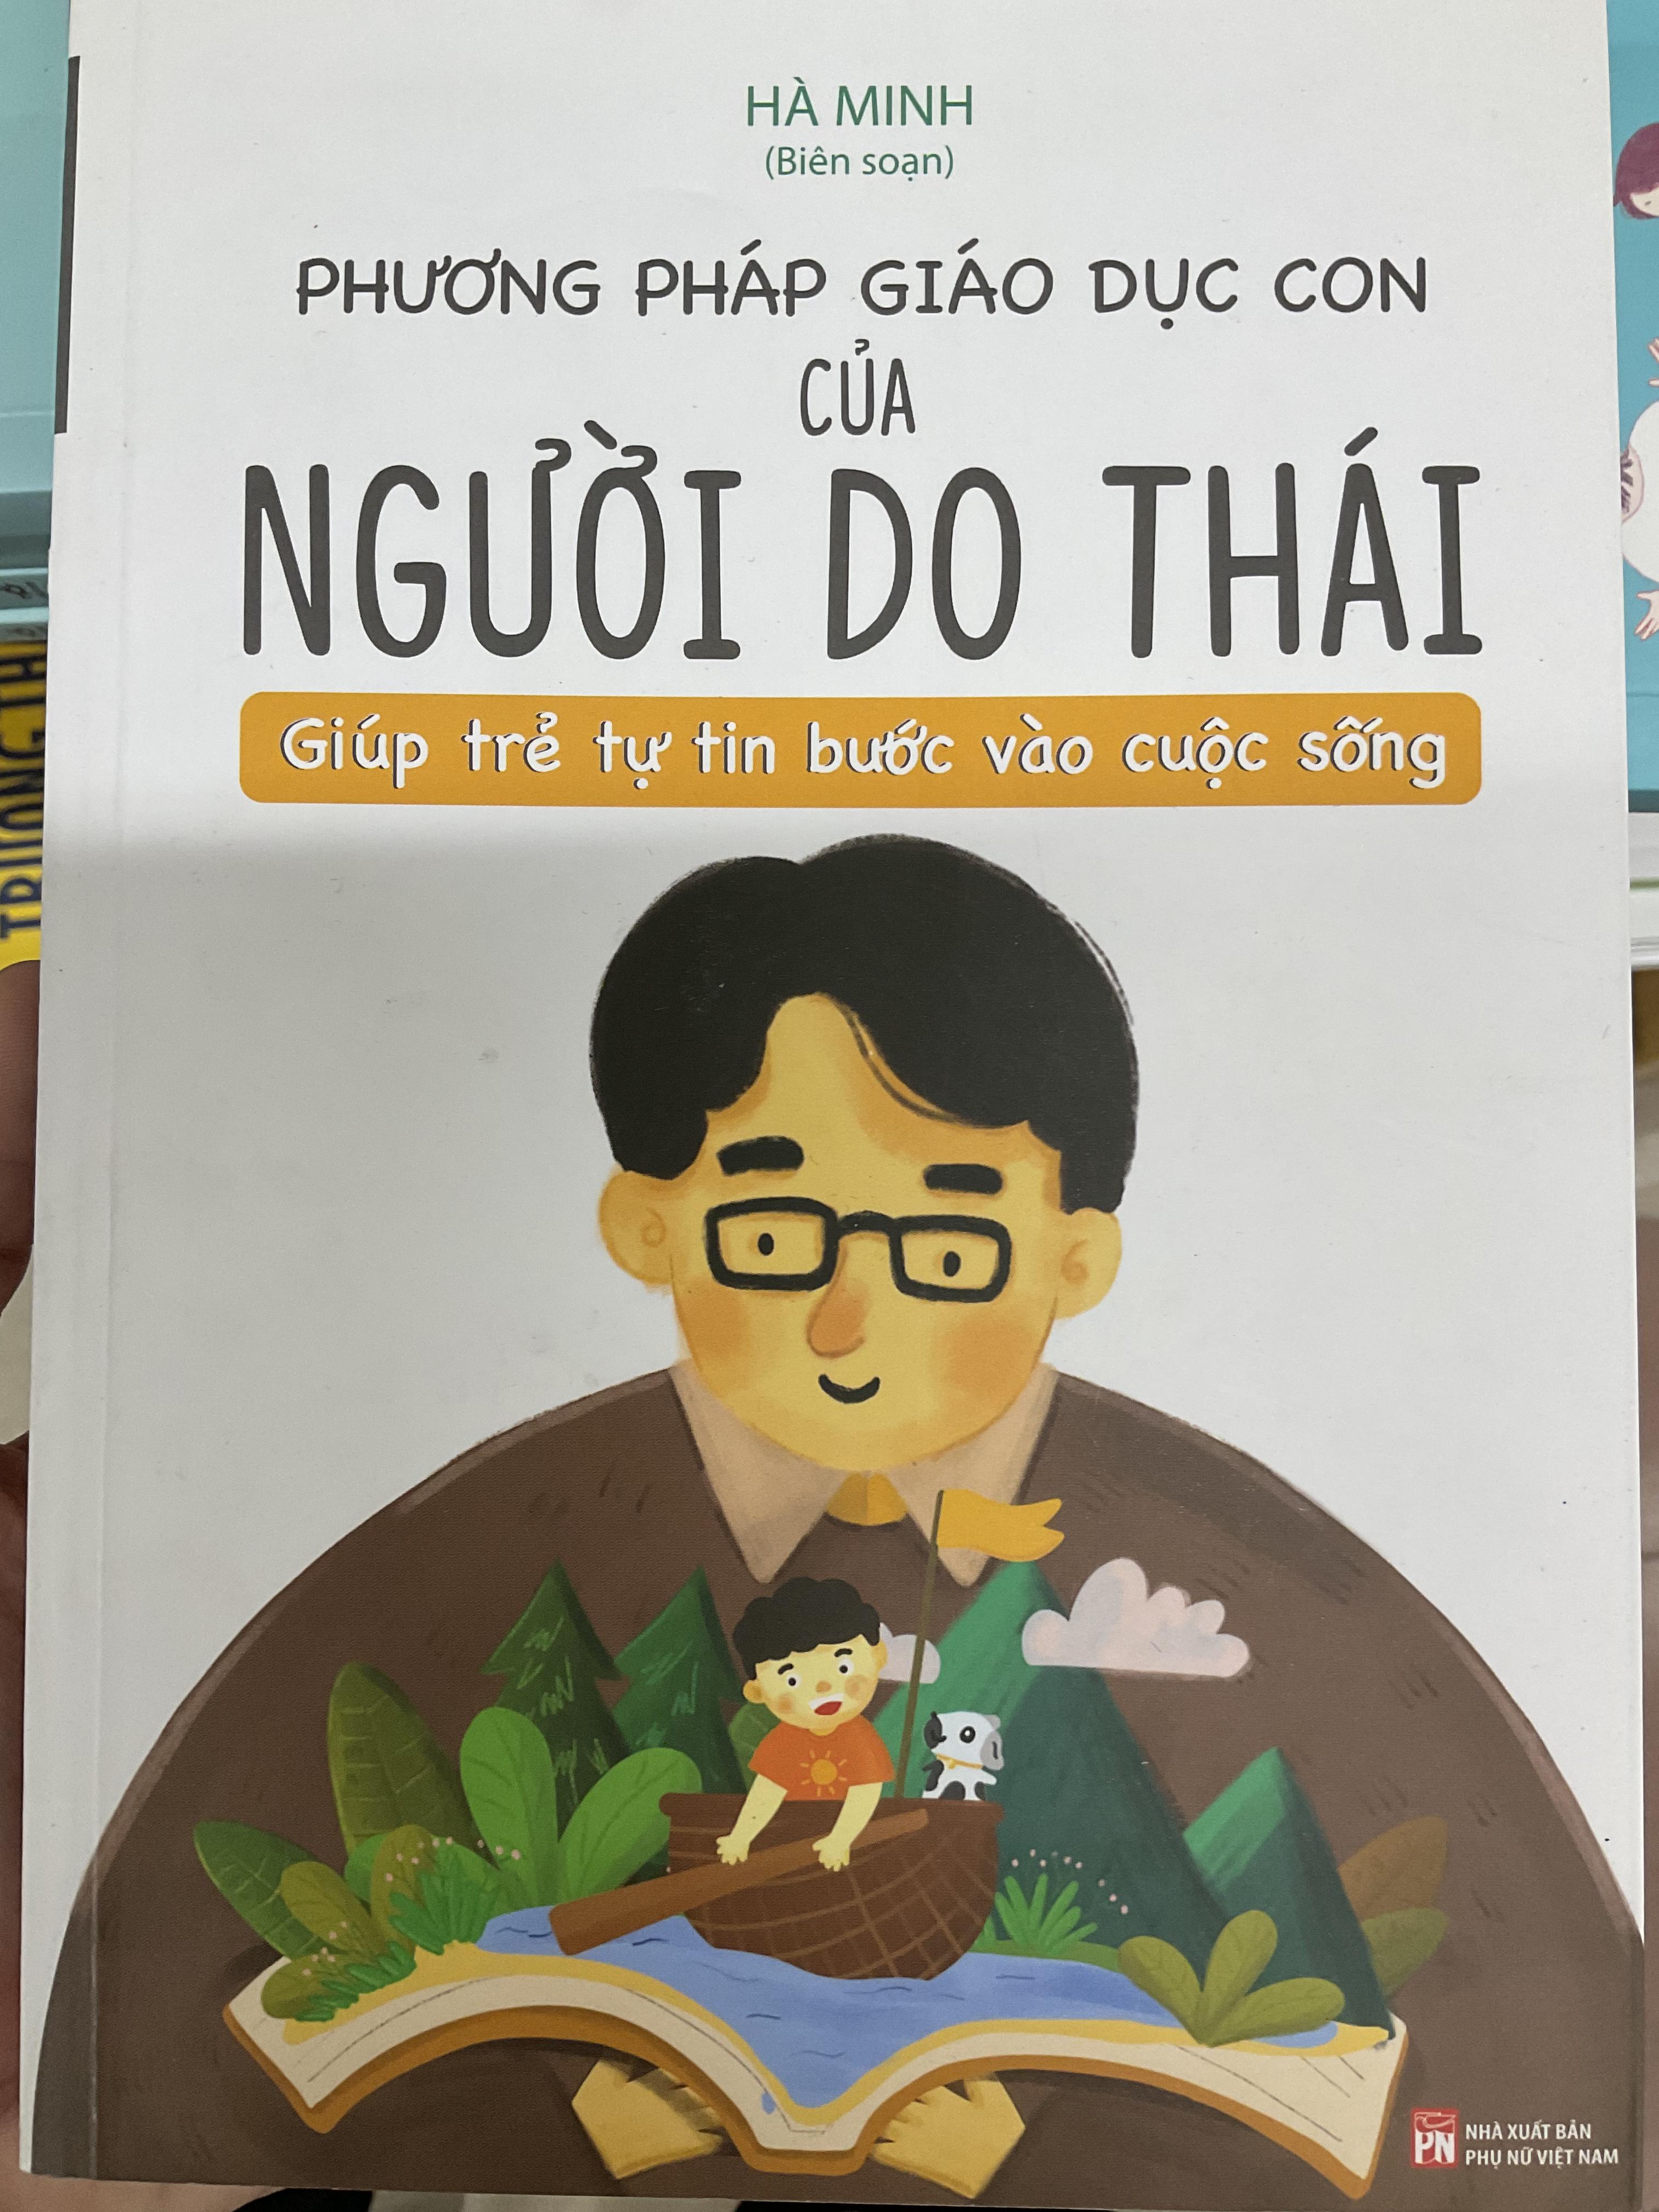 HÀ MINH
(Biên soạn)
PHƯƠNG PHÁP GIÁO DỤC CON
CỦA
NGƯỜI DO THÁI
Giúp trẻ tự tin bước vào cuộc sống
PN
NHÀ XUẤT BẢN
PHỤ NỮ VIỆT NAM